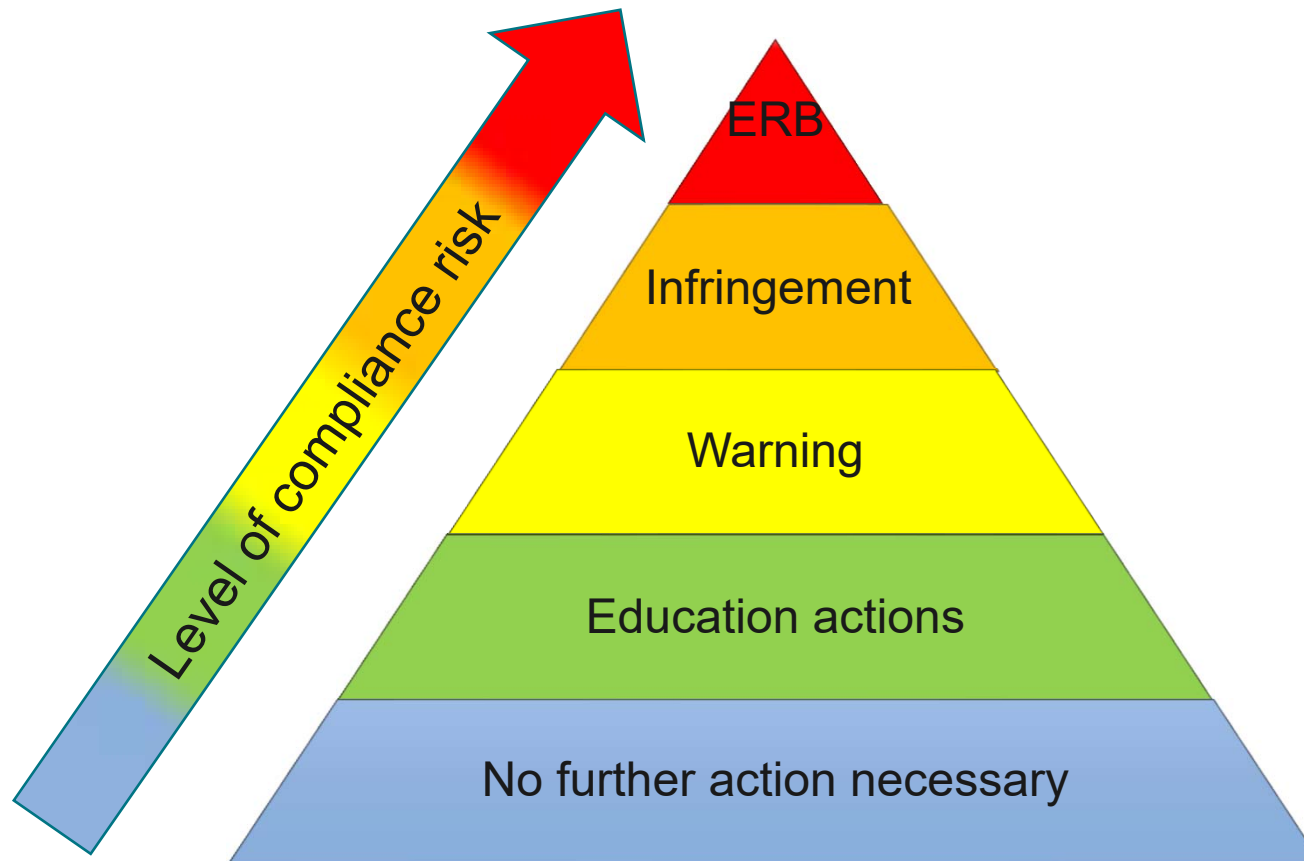 Level of compliance risk
ERB
Infringement
Warning
Education actions
No further action necessary